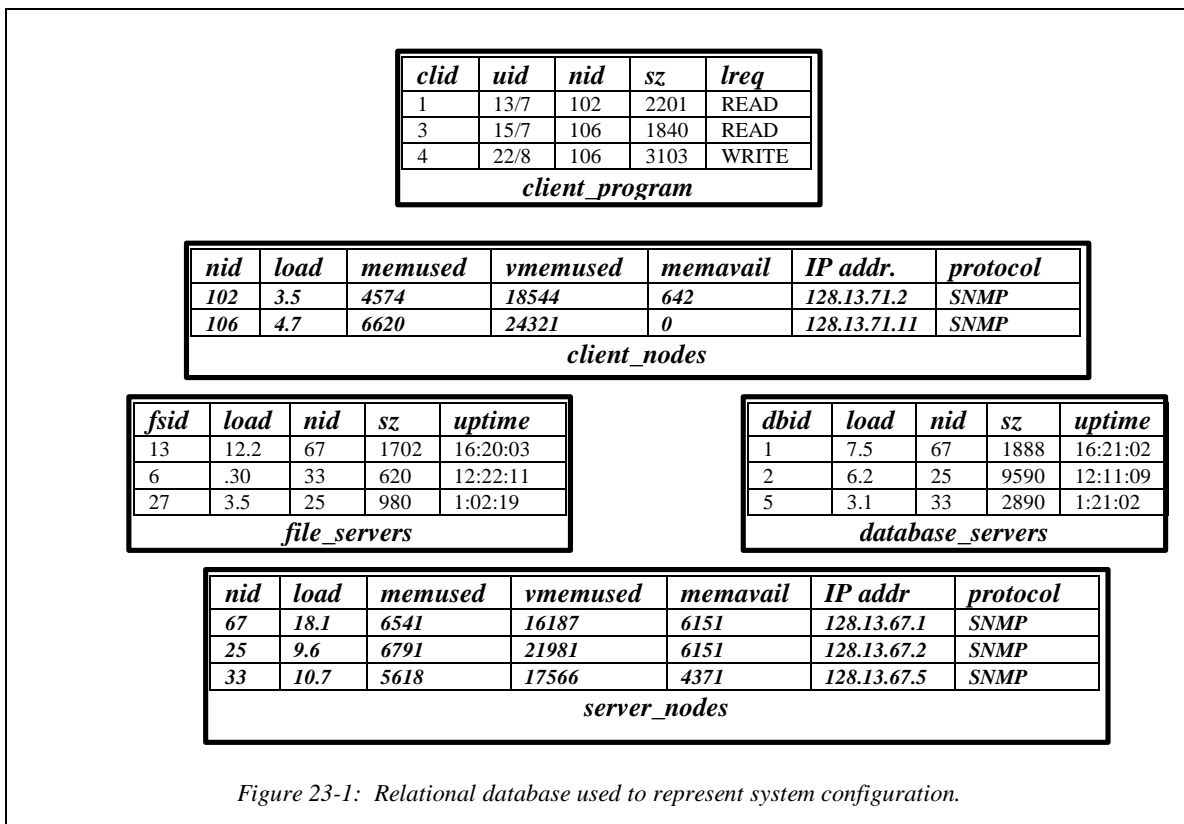 clid uid nid sz lreq
1 13/7 102 2201 READ
3 15/7 106 1840 READ
4 22/8 106 3103 WRITE
client_program
nid load memused vmemused memavail IP addr. protocol
102 3.5 4574 18544 642 128.13.71.2 SNMP
106 4.7 6620 24321 0 128.13.71.11 SNMP
client_nodes
fsid load nid sz uptime
13 12.2 67 1702 16:20:03
6 .30 33 620 12:22:11
27 3.5 25 980 1:02:19
file_servers
dbid load nid sz uptime
1 7.5 67 1888 16:21:02
2 6.2 25 9590 12:11:09
5 3.1 33 2890 1:21:02
database_servers
nid load memused vmemused memavail IP addr protocol
67 18.1 6541 16187 6151 128.13.67.1 SNMP
25 9.6 6791 21981 6151 128.13.67.2 SNMP
33 10.7 5618 17566 4371 128.13.67.5 SNMP
server_nodes
Figure 23-1: Relational database used to represent system configuration.